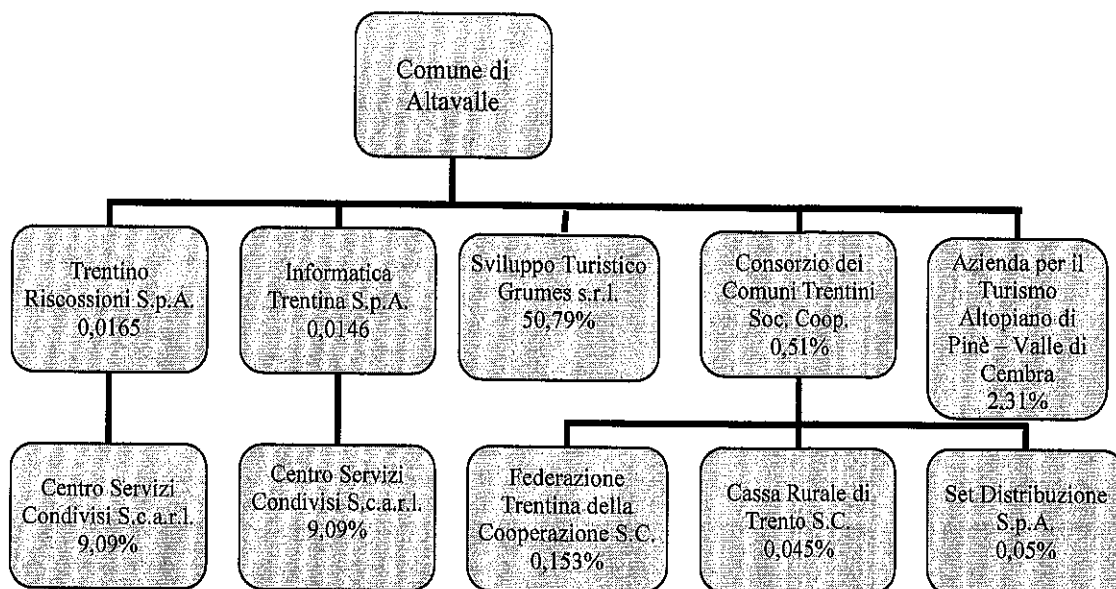 Comune di
Altavalle
Trentino
Riscossioni S.p.A.
0,0165
Informatica
Trentina S.p.A.
0,0146
Sviluppo Turistico
Grumes s.r.l.
50,79%
Consorzio dei
Comuni Trentini
Soc. Coop.
0,51%
Azienda per il
Turismo
Altopiano di
Pinè – Valle di
Cembra
2,31%
Centro Servizi
Condivisi S.c.a.r.l.
9,09%
Centro Servizi
Condivisi S.c.a.r.l.
9,09%
Federazione
Trentina della
Cooperazione S.C.
0,153%
Cassa Rurale di
Trento S.C.
0,045%
Set Distribuzione
S.p.A.
0,05%